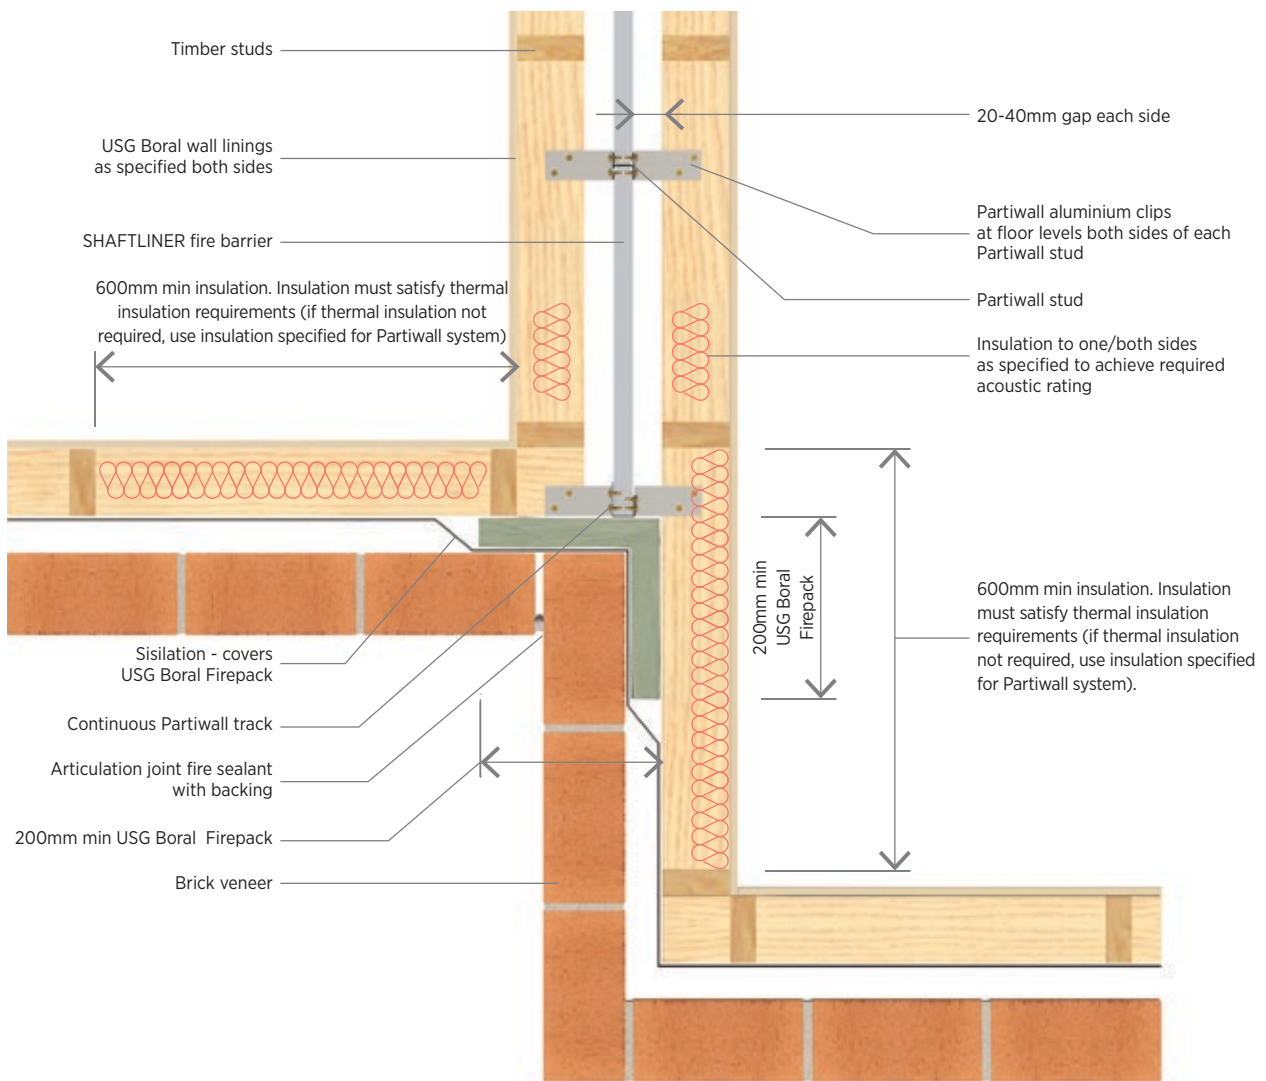 Timber studs
USG Boral wall linings
as specified both sides
SHAFTLINER fire barrier
600mm min insulation. Insulation must satisfy thermal
insulation requirements (if thermal insulation not
required, use insulation specified for Partiwall system)
20-40mm gap each side
Partiwall aluminium clips
at floor levels both sides of each
Partiwall stud
Partiwall stud
Insulation to one/both sides
as specified to achieve required
acoustic rating
200mm min
USG Boral
Firepack
600mm min insulation. Insulation
must satisfy thermal insulation
requirements (if thermal insulation
not required, use insulation specified
for Partiwall system).
Sisilation - covers
USG Boral Firepack
Continuous Partiwall track
Articulation joint fire sealant
with backing
200mm min USG Boral  Firepack
Brick veneer